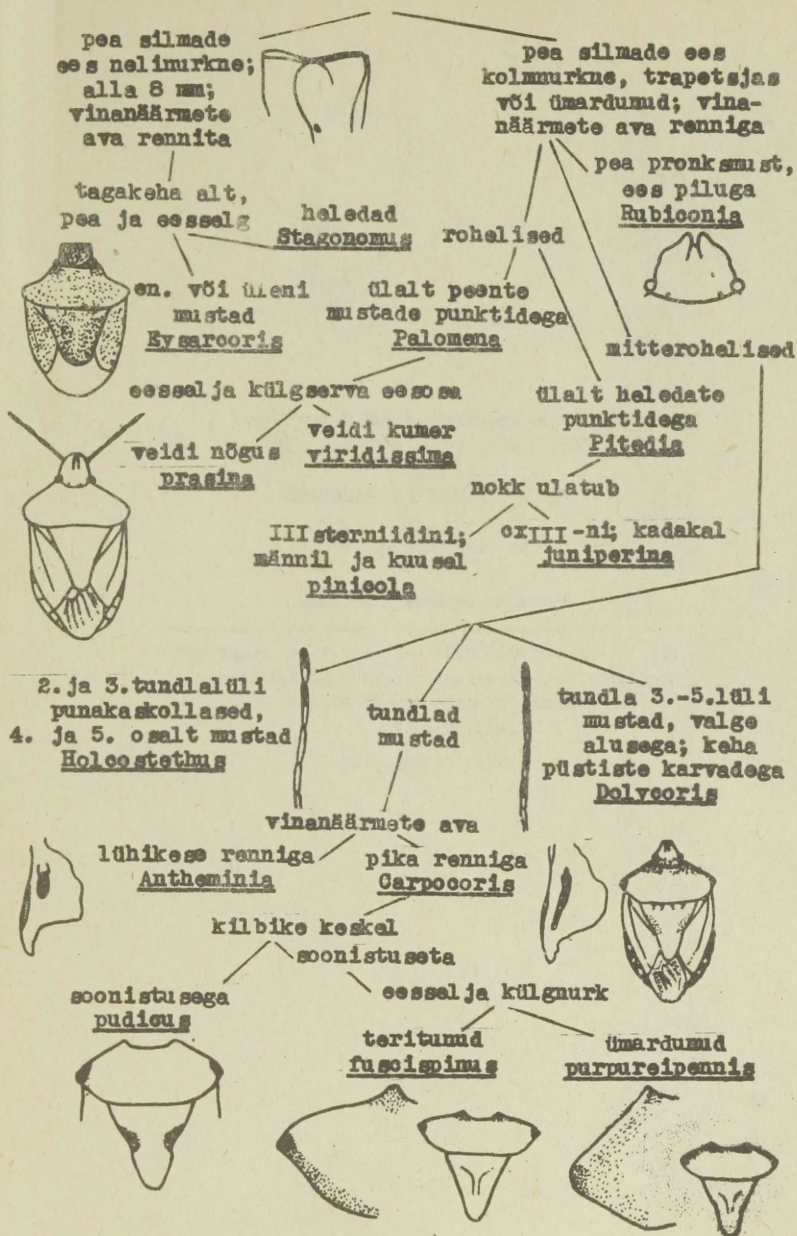 pea silmade
ees nelinurkne;
alla 8 mm;
vinanäärmete
ava rennita
pea silmade ees
kolmnurkne, trapetsjas
või ümardunud; vina-
näärmete ava renniga
tagakeha alt,
pea ja eesselg
heledad
Stagonomus
pea pronksmust,
ees piluga
Rubiconia
rohelised
en. või üleni
mustad
Eysarcoris
ülalt peente
mustade punktidega
Palomena
mitterohelised
eesselja külgserva eesosa
veidi nõgus
prasina
veidi kumer
viridissima
ülalt heledate
punktidega
Pitedia
nokk ulatub
III sterniidini;
männil ja kuusel
pinicola
cxIII-ni; kadakal
juniperina
2. ja 3. tundlalüli
punakaskollased,
4. ja 5. osalt mustad
Holcostethus
tundlad
mustad
tundla 3.-5. lüli
mustad, valge
alusega; keha
püstiste karvadega
Dolycoris
vinanäärmete ava
lühikese renniga
Antheminia
pika renniga
Carpocoris
kilbike keskel
soonistuseta
soonistusega
pudicus
eesselja külgnurk
teritunud
fuscispinus
ümardunud
purpureipennis